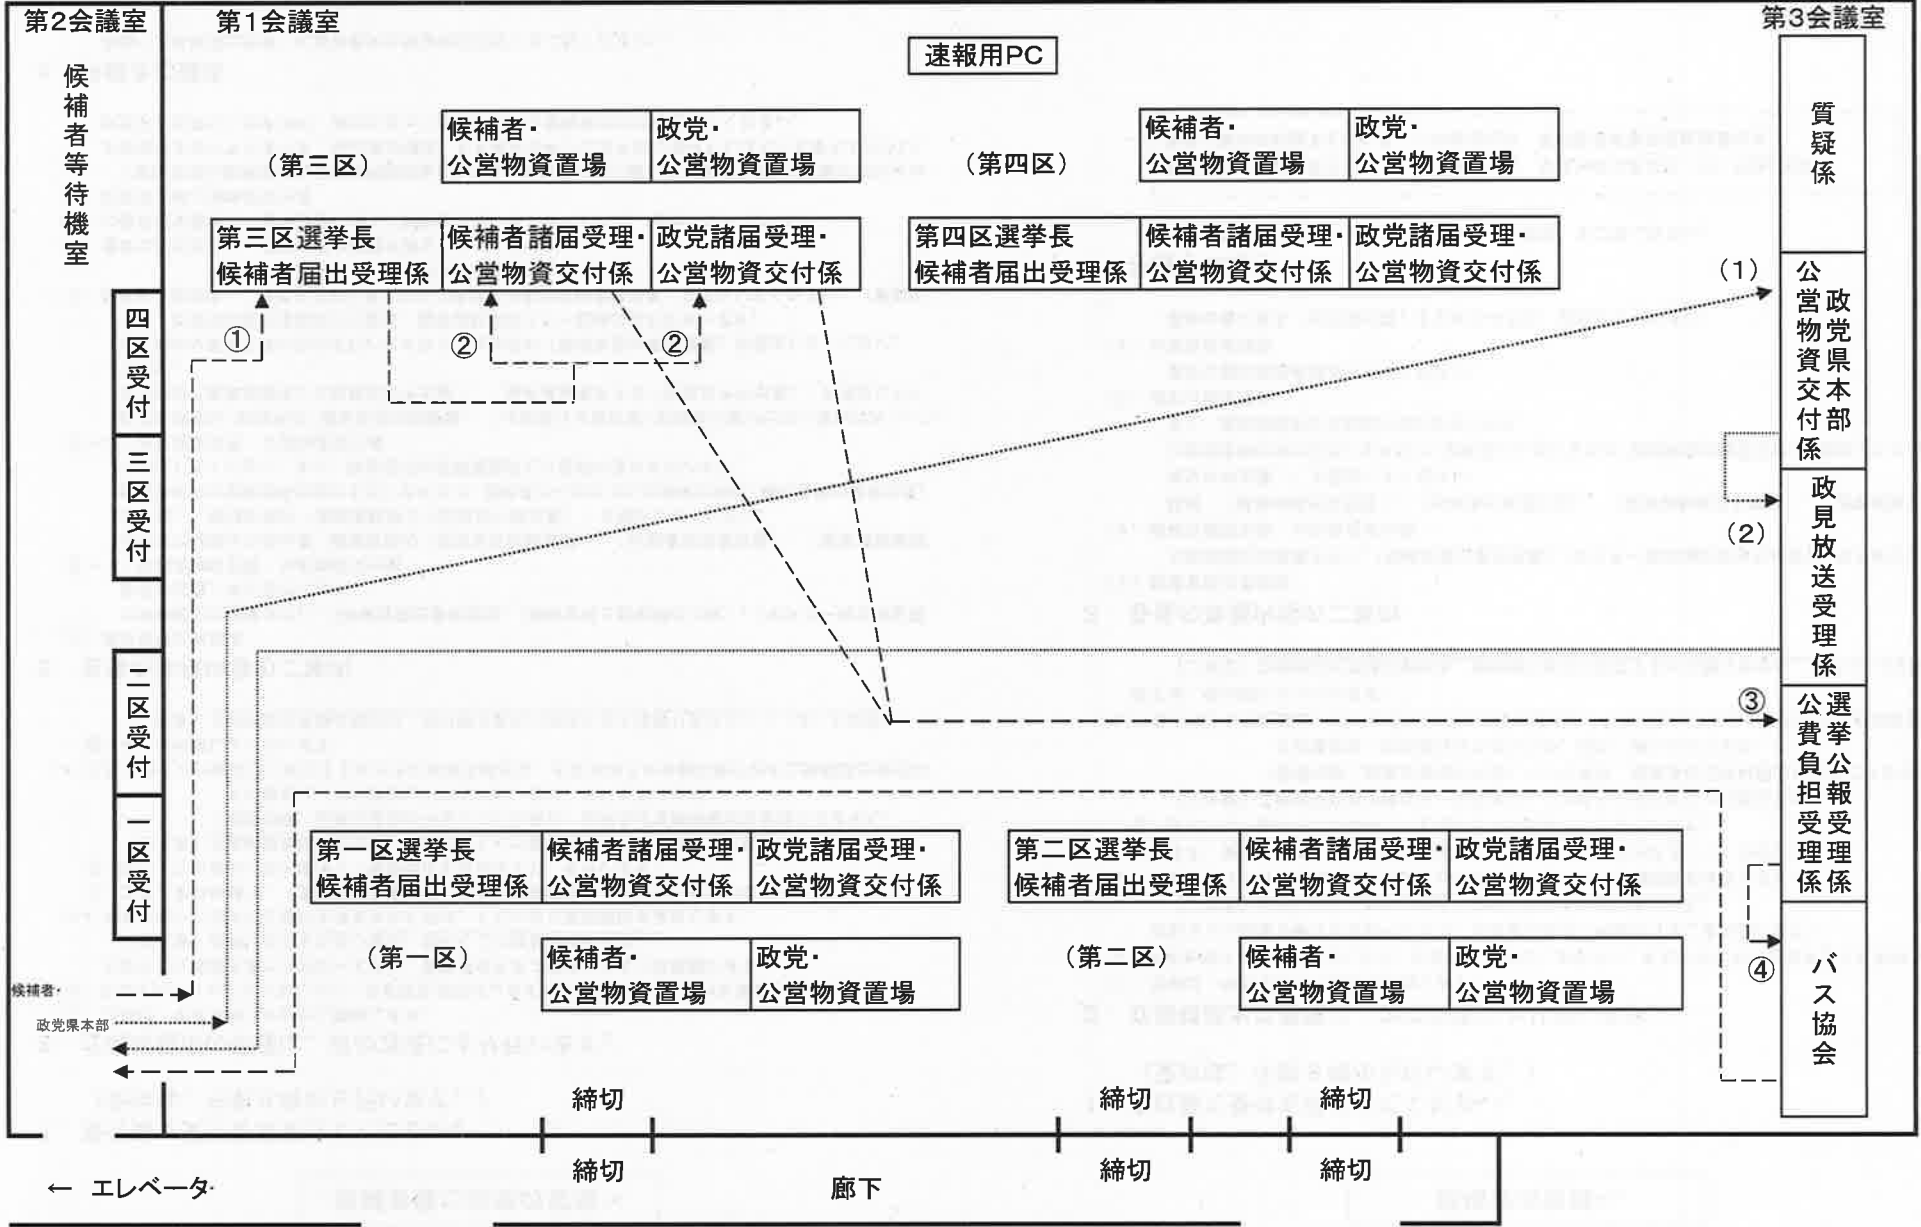 第2会議室
第1会議室
第3会議室
速報用PC
候補者等待機室
(第三区)
候補者・
公営物資置場
政党・
公営物資置場
(第四区)
候補者・
公営物資置場
政党・
公営物資置場
質疑係
第三区選挙長
候補者届出受理係
候補者諸届受理・
公営物資交付係
政党諸届受理・
公営物資交付係
第四区選挙長
候補者届出受理係
候補者諸届受理・
公営物資交付係
政党諸届受理・
公営物資交付係
(1)
政党県本部
公営物資交付係
①
②
②
四区受付
三区受付
(2)
政見放送受理係
二区受付
一区受付
③
選挙公報受理係
公費負担受理係
第一区選挙長
候補者届出受理係
候補者諸届受理・
公営物資交付係
政党諸届受理・
公営物資交付係
第二区選挙長
候補者届出受理係
候補者諸届受理・
公営物資交付係
政党諸届受理・
公営物資交付係
(第一区)
候補者・
公営物資置場
政党・
公営物資置場
(第二区)
候補者・
公営物資置場
政党・
公営物資置場
④
バス協会
候補者・
政党県本部
締切
締切
締切
締切
締切
締切
← エレベータ
廊下